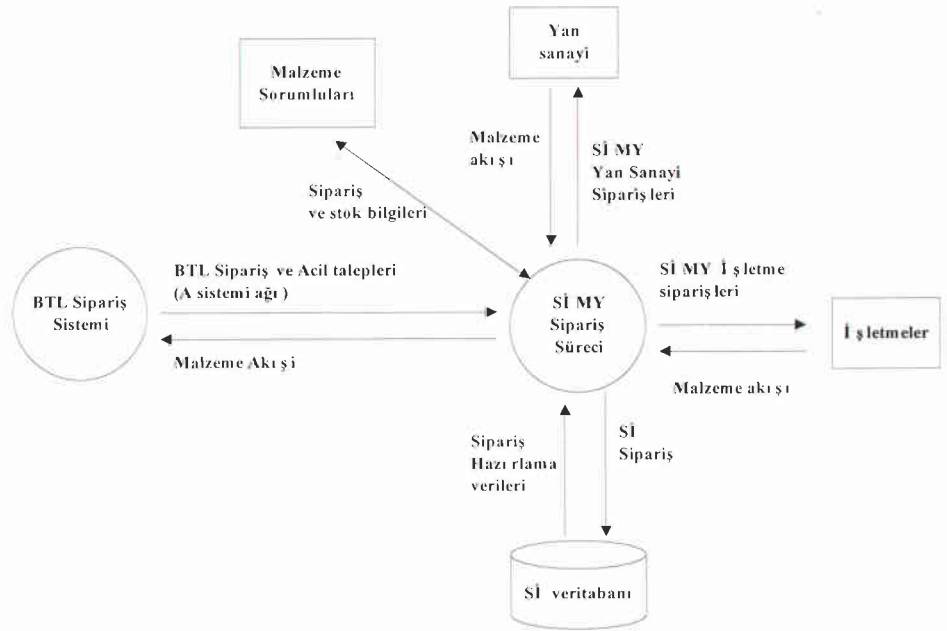 Yan
sanayi
Malzeme
Sorumluları
Malzeme
akışı
Sİ MY
Yan Sanayi
Siparişleri
Sipariş
ve stok bilgileri
BTL Sipariş
Sistemi
BTL Sipariş ve Acil talepleri
(A sistemi ağı)
Malzeme Akışi
Sİ MY
Sipariş
Süreci
Sİ MY İşletme
siparişleri
İşletmeler
Malzeme akışı
Sipariş
Hazırlama
verileri
Sİ
Sipariş
Sİ veritabanı